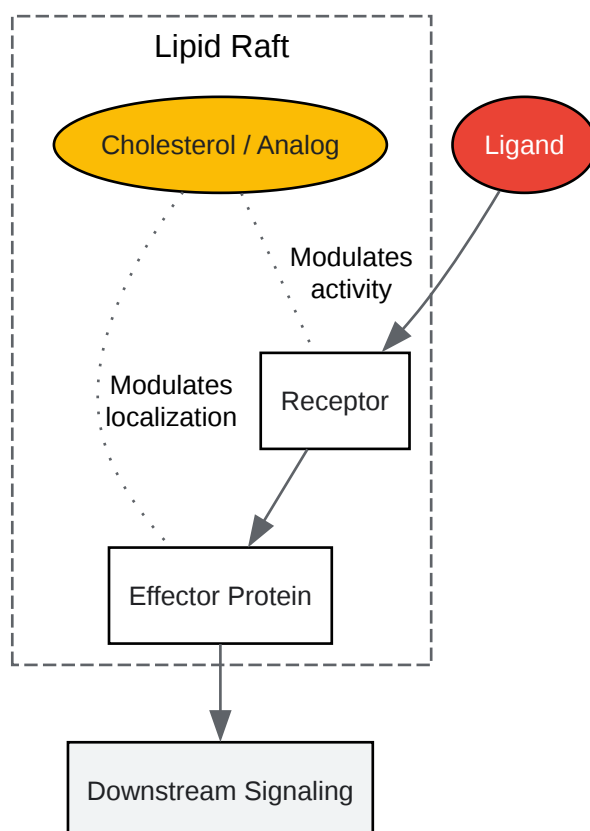 Lipid Raft
Cholesterol / Analog
Ligand
Modulates
activity
Modulates
localization
Receptor
Effector Protein
Downstream Signaling